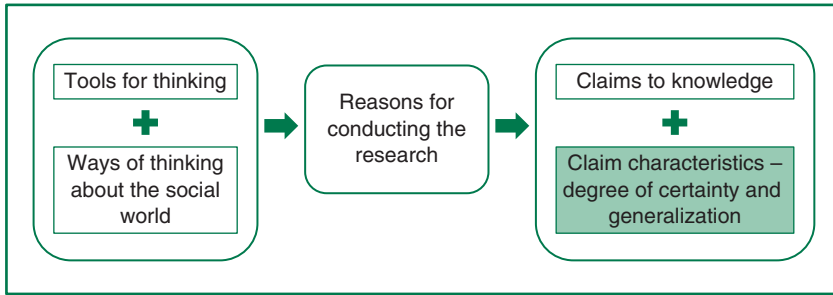 Tools for thinking
+
Ways of thinking
about the social
world
Reasons for
conducting the
research
Claims to knowledge
+
Claim characteristics –
degree of certainty and
generalization